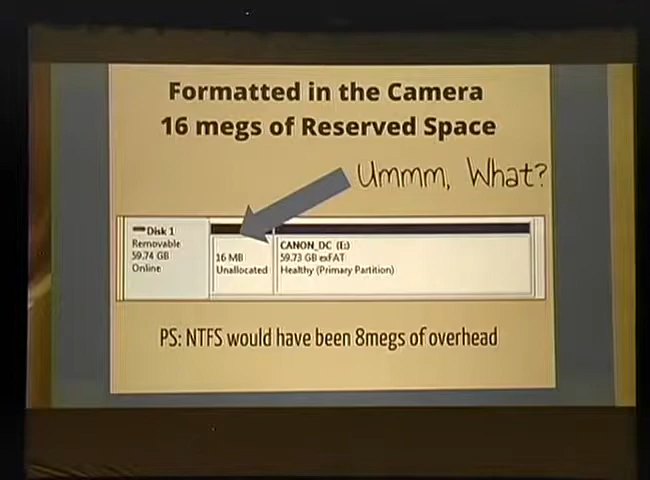 Formatted in the Camera
16 megs of Reserved Space
Ummm, What?
Disk 1
Removable
59.74 GB
Online
16 MB
Unallocated
CANON_DC (E:)
59.73 GB exFAT
Healthy (Primary Partition)
PS: NTFS would have been 8megs of overhead